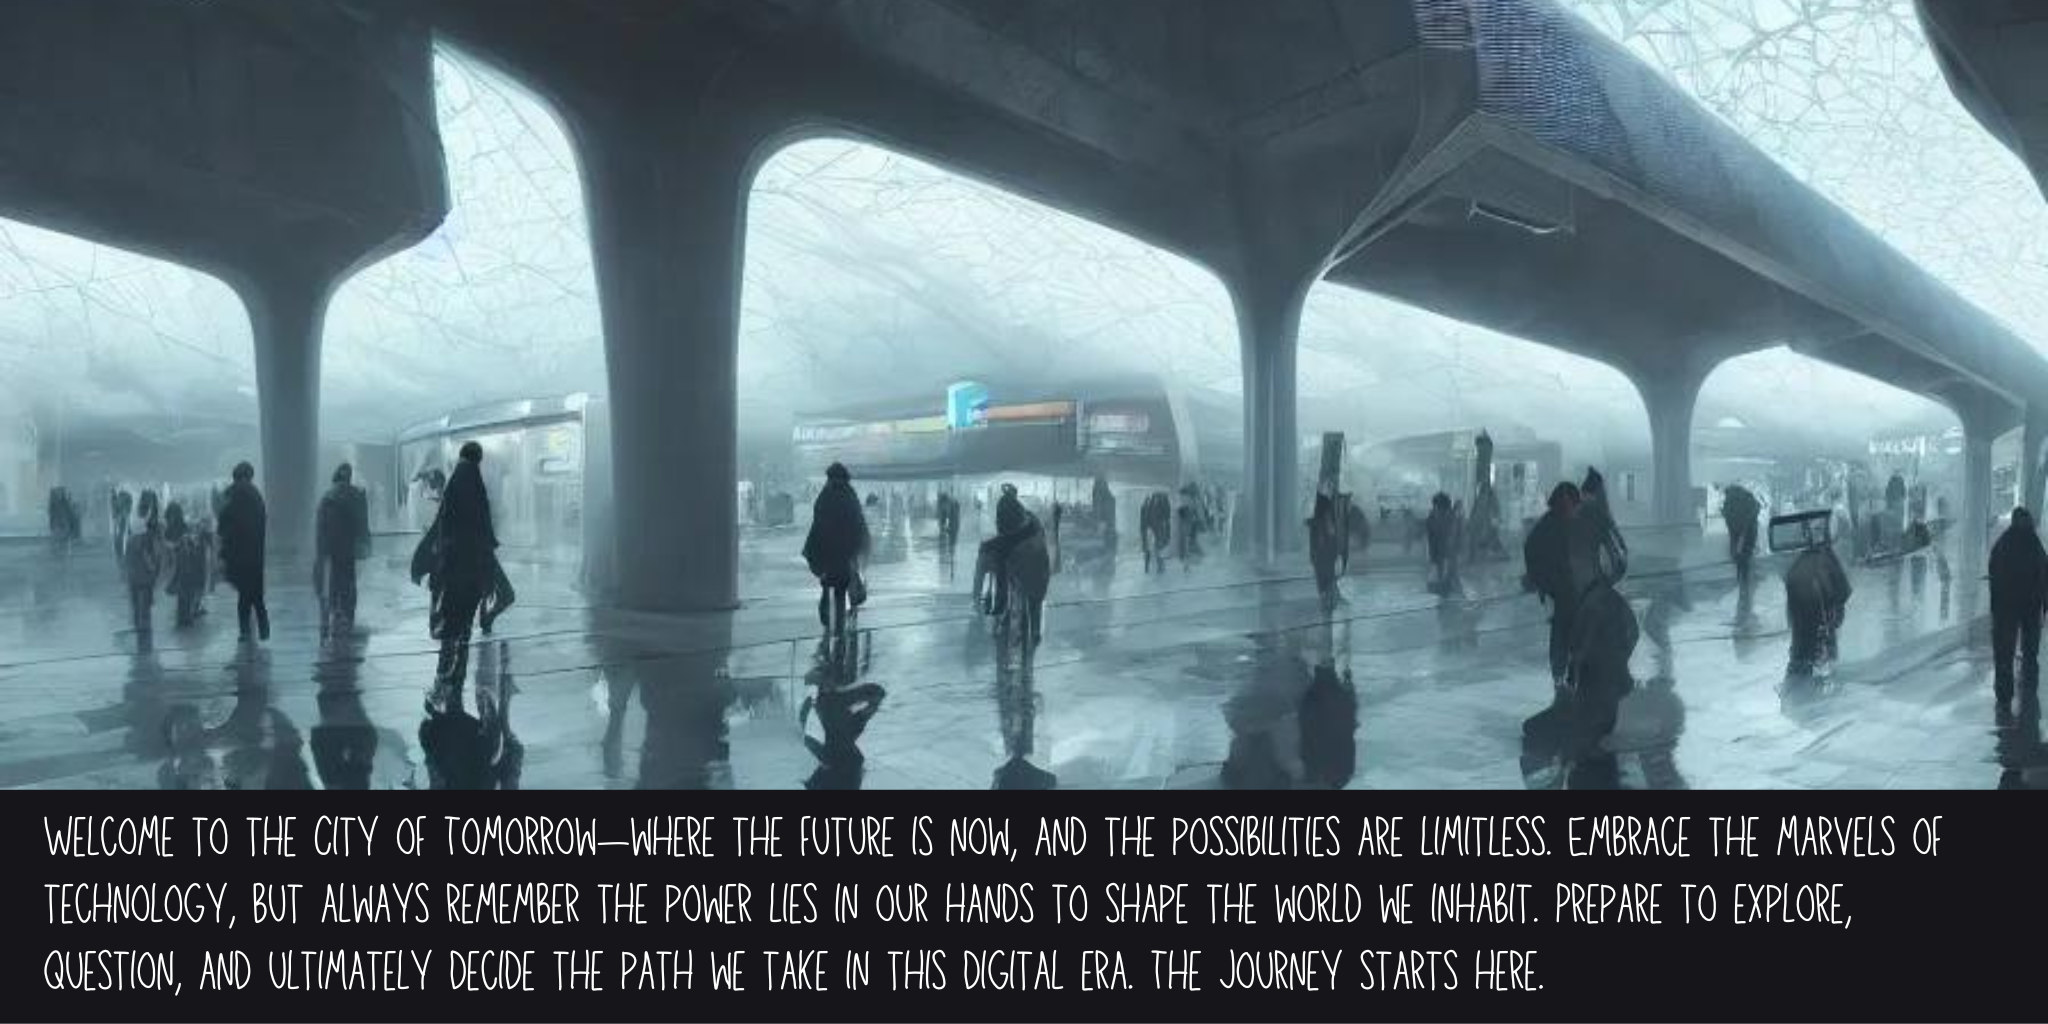 WELCOME TO THE CITY OF TOMORROW—WHERE THE FUTURE IS NOW, AND THE POSSIBILITIES ARE LIMITLESS. EMBRACE THE MARVELS OF
TECHNOLOGY, BUT ALWAYS REMEMBER THE POWER LIES IN OUR HANDS TO SHAPE THE WORLD WE INHABIT. PREPARE TO EXPLORE,
QUESTION, AND ULTIMATELY DECIDE THE PATH WE TAKE IN THIS DIGITAL ERA. THE JOURNEY STARTS HERE.